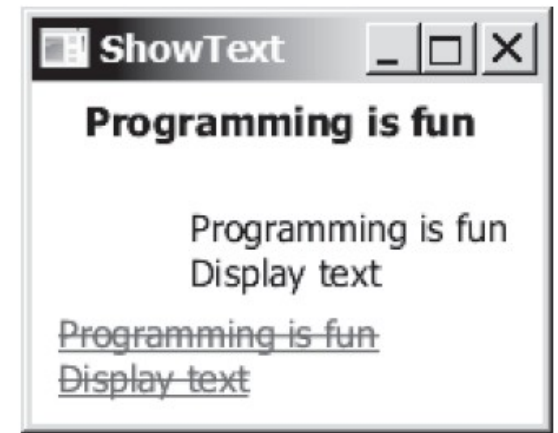 ShowText
Programming is fun
Programming is fun
Display text
Programming is fun
Display text